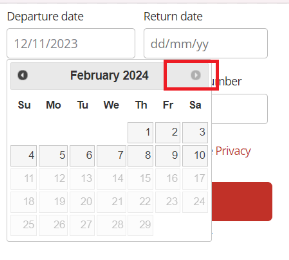 Departure date Return date
12/11/2023 dd/mm/yy
February 2024 umber
Su Mo Tu We Th Fr Sa
1 2 3
4 5 6 7 8 9 10
Privacy
11 12 13 14 15 16 17
18 19 20 21 22 23 24
25 26 27 28 29